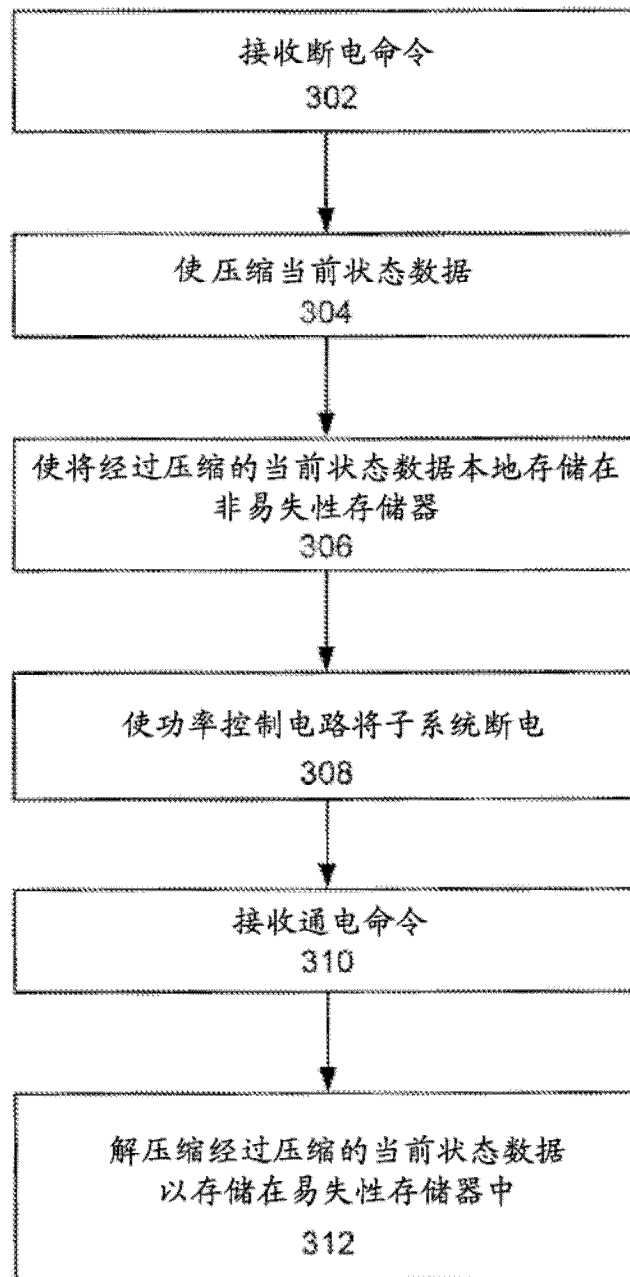 接收断电命令
302
使压缩当前状态数据
304
使将经过压缩的当前状态数据本地存储在
非易失性存储器
306
使功率控制电路将子系统断电
308
接收通电命令
310
解压缩经过压缩的当前状态数据
以存储在易失性存储器中
312